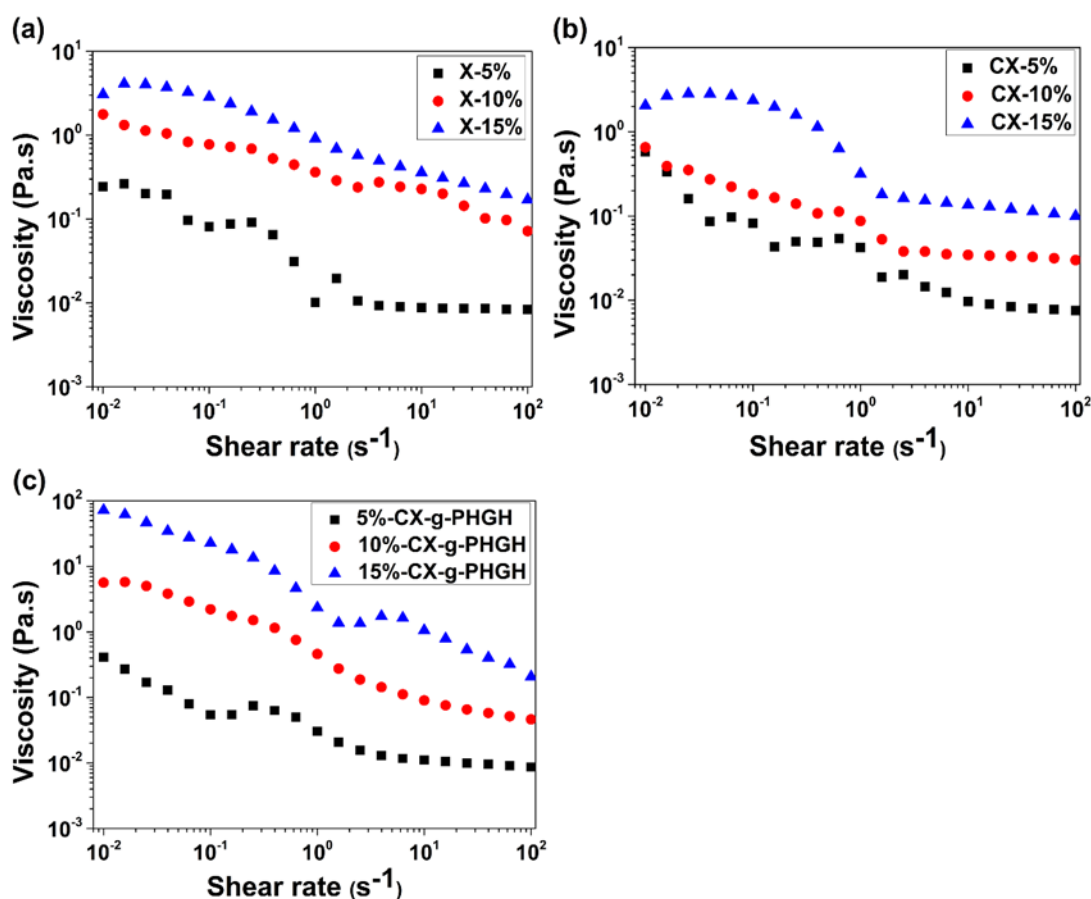 (a)
X-5%
X-10%
X-15%
Viscosity (Pa.s)
10^1
10^0
10^-1
10^-2
10^-3
10^-2
10^-1
10^0
10^1
10^2
Shear rate (s^-1)
(b)
CX-5%
CX-10%
CX-15%
Viscosity (Pa.s)
10^1
10^0
10^-1
10^-2
10^-3
10^-2
10^-1
10^0
10^1
10^2
Shear rate (s^-1)
(c)
5%-CX-g-PHGH
10%-CX-g-PHGH
15%-CX-g-PHGH
Viscosity (Pa.s)
10^2
10^1
10^0
10^-1
10^-2
10^-3
10^-2
10^-1
10^0
10^1
10^2
Shear rate (s^-1)